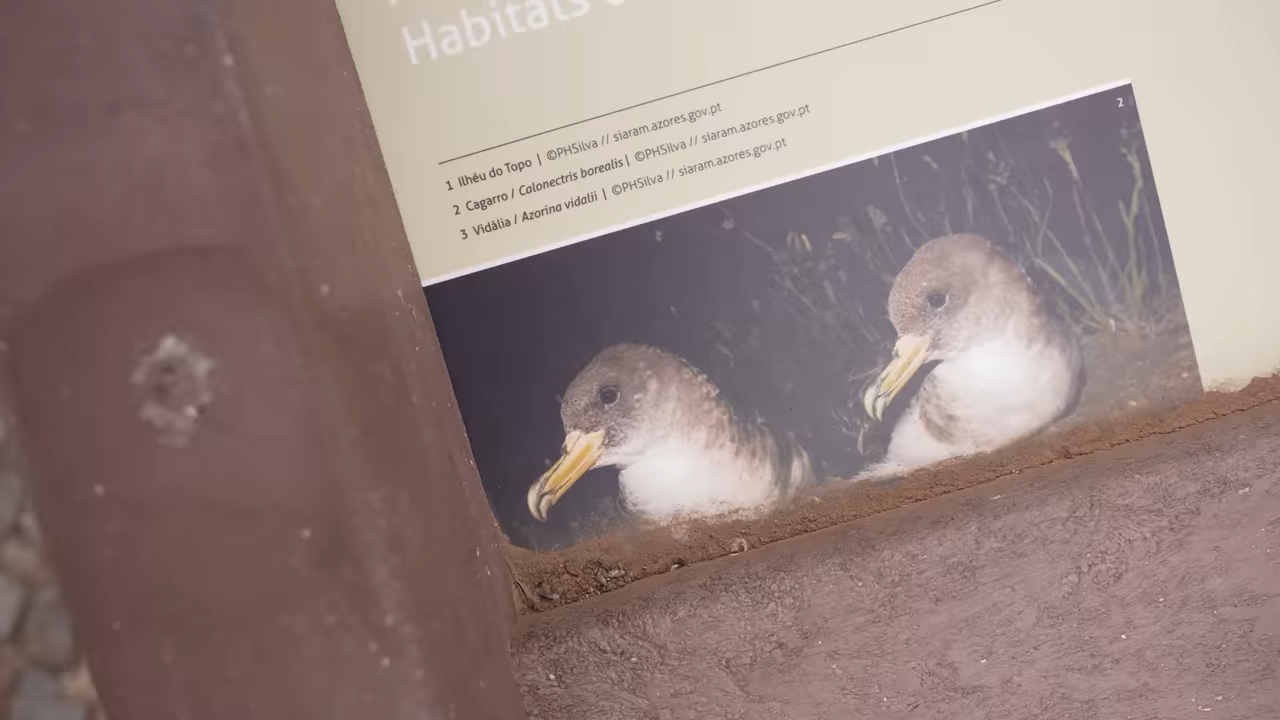 Habitats
1 Ilhéu do Topo | ©PHSilva // siaram.azores.gov.pt
2 Cagarro / Calonectris borealis | ©PHSilva // siaram.azores.gov.pt
3 Vidália / Azorina vidalii | ©PHSilva // siaram.azores.gov.pt
2